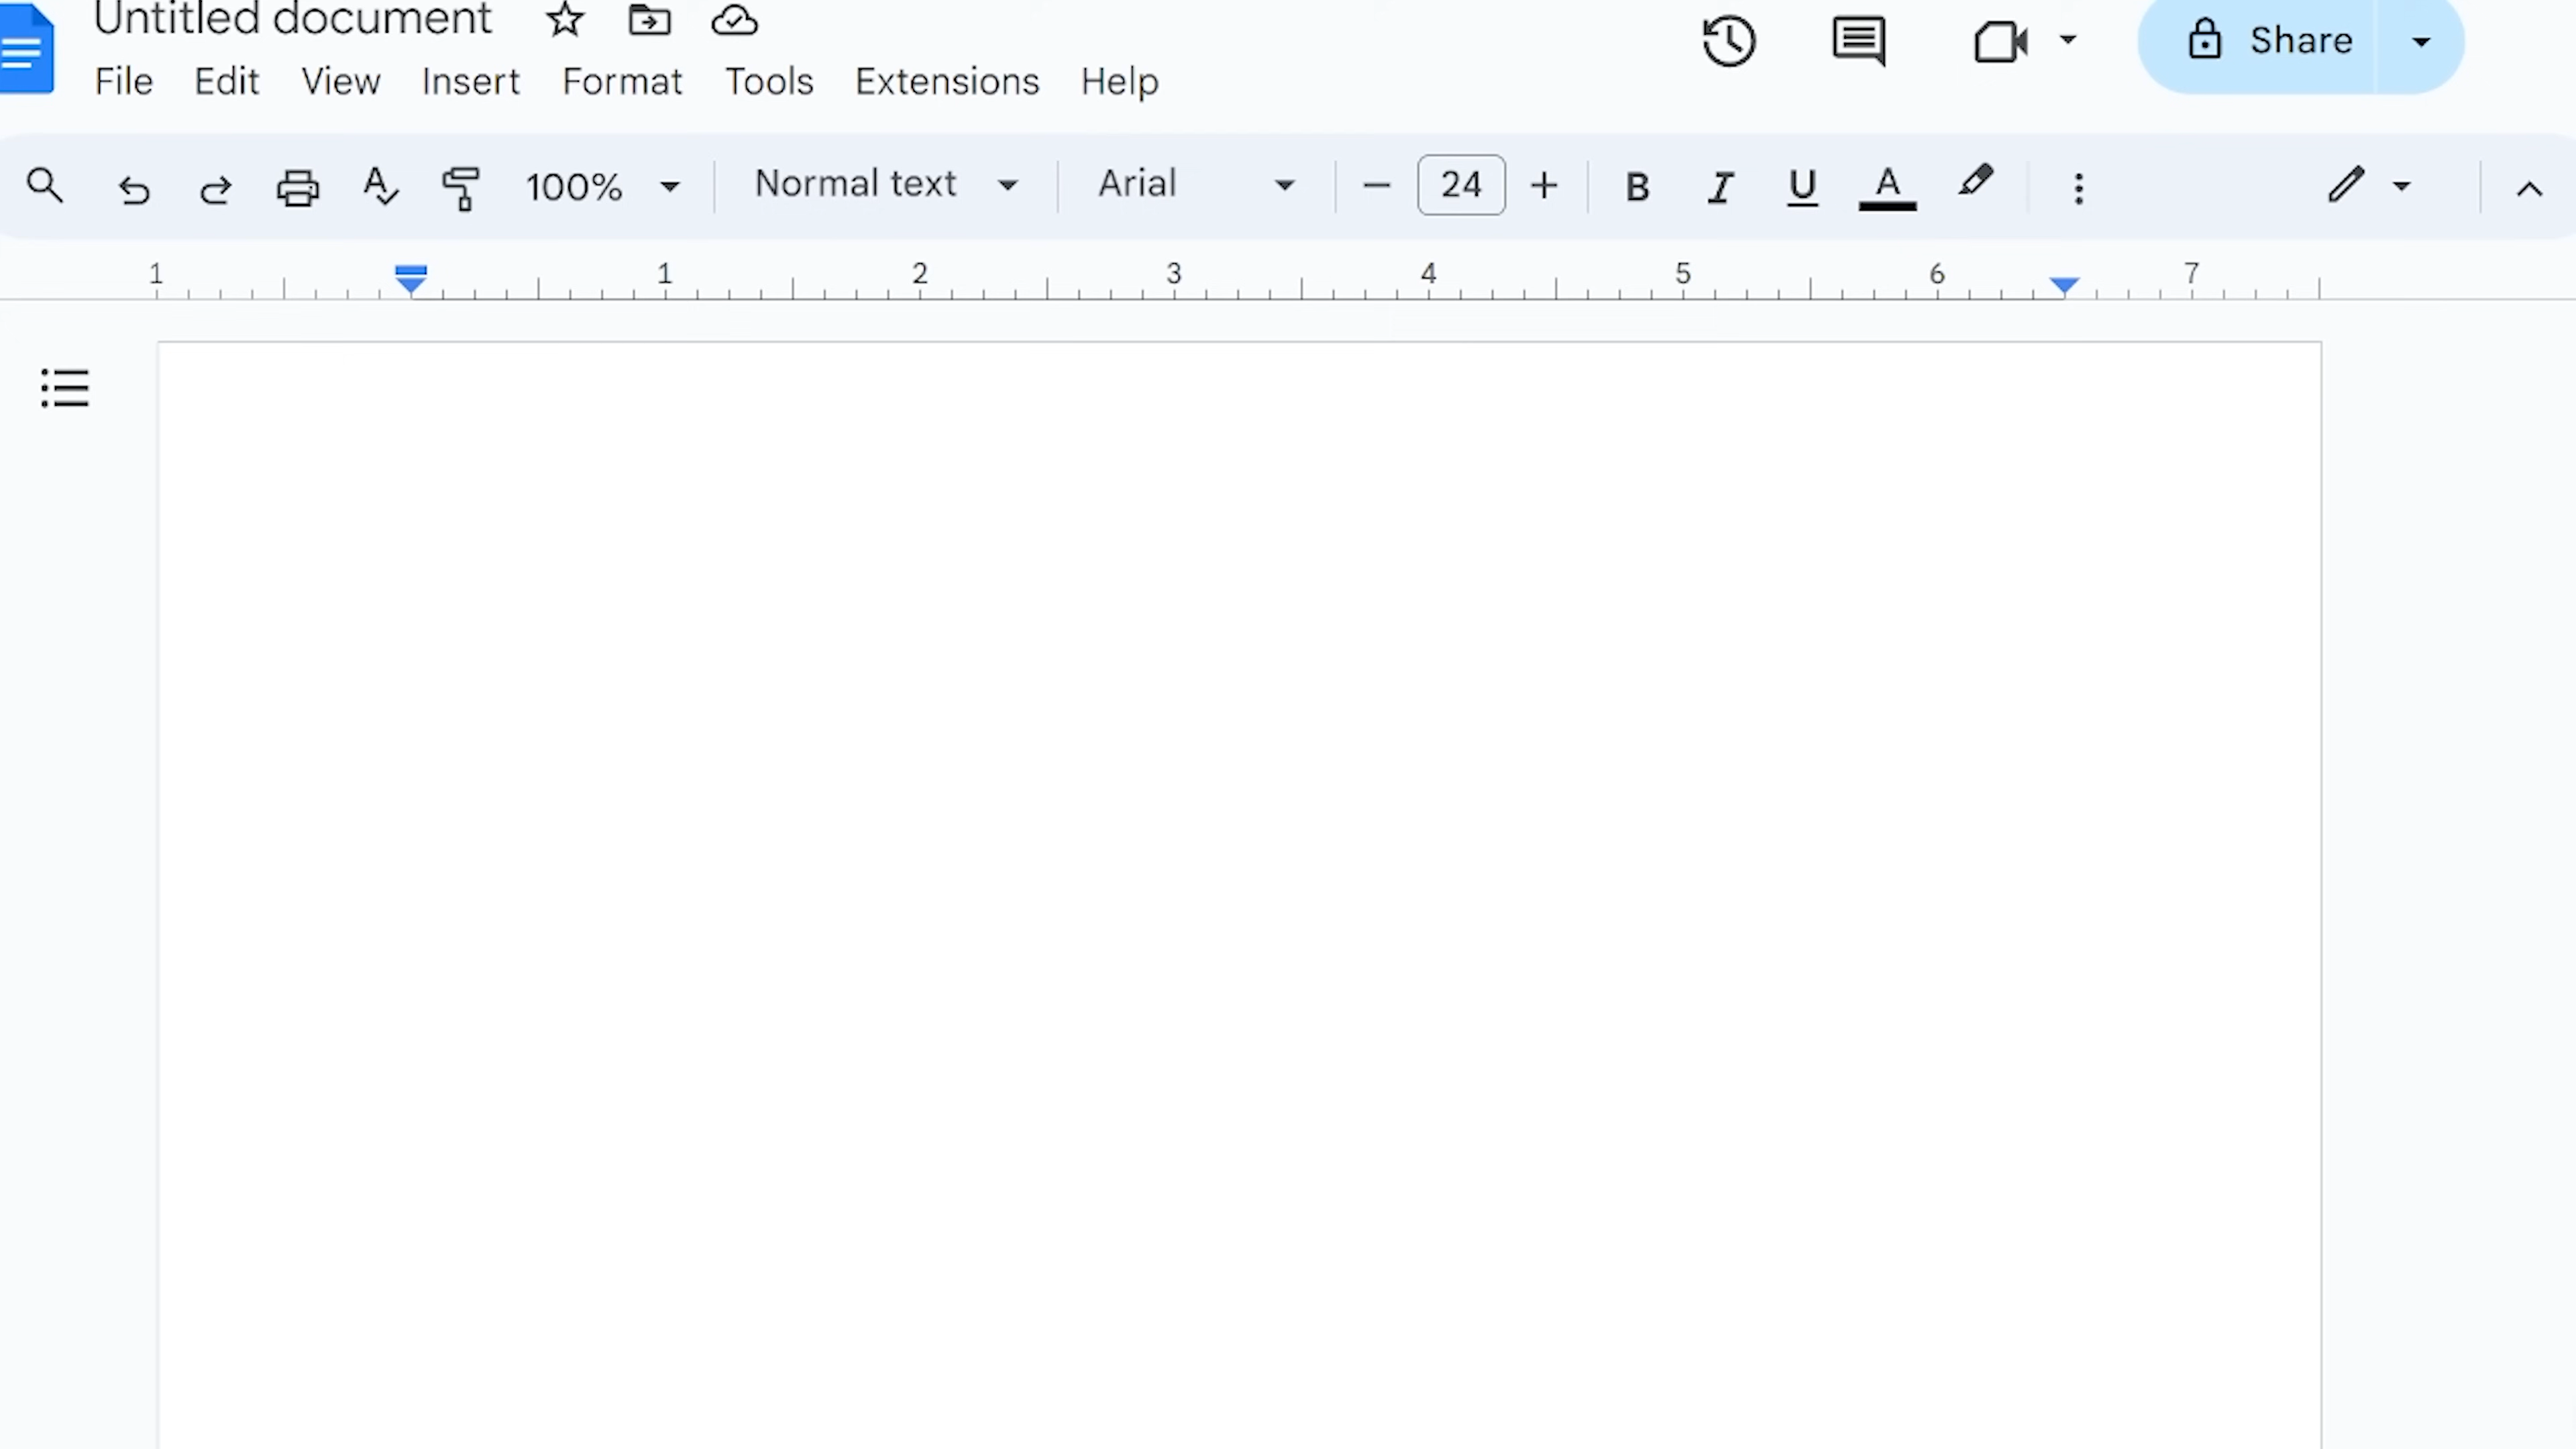 Untitled document
File Edit View Insert Format Tools Extensions Help
Share
100% Normal text Arial 24 B I U A
1 1 2 3 4 5 6 7